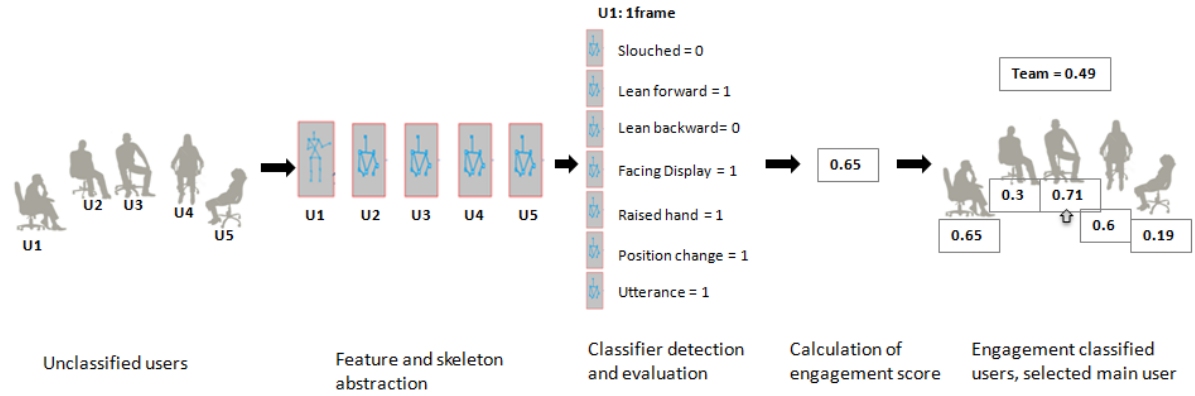 U1: 1frame
Slouched = 0
Lean forward = 1
Lean backward= 0
Facing Display = 1
Raised hand = 1
Position change = 1
Utterance = 1
U1
U2
U3
U4
U5
U1
U2
U3
U4
U5
0.65
Team = 0.49
0.65
0.3
0.71
0.6
0.19
Unclassified users
Feature and skeleton
abstraction
Classifier detection
and evaluation
Calculation of
engagement score
Engagement classified
users, selected main user